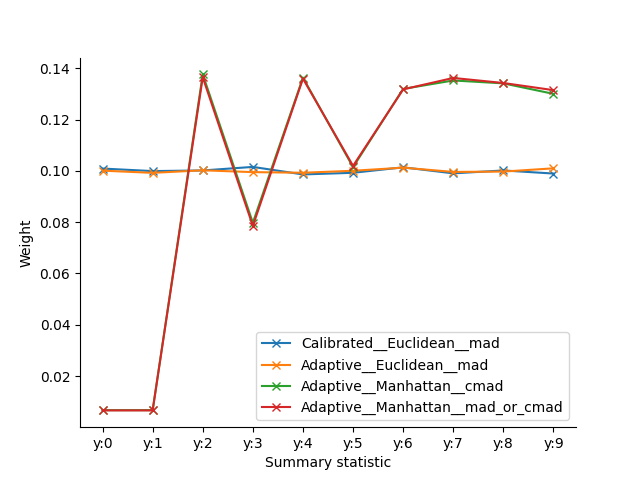 0.14
0.12
0.10
0.08
0.06
0.04
0.02
Weight
Calibrated__Euclidean__mad
Adaptive__Euclidean__mad
Adaptive__Manhattan__cmad
Adaptive__Manhattan__mad_or_cmad
y:0 y:1 y:2 y:3 y:4 y:5 y:6 y:7 y:8 y:9
Summary statistic